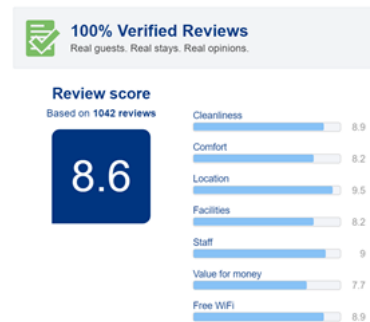 100% Verified Reviews
Real guests. Real stays. Real opinions.
Review score
Based on 1042 reviews
8.6
Cleanliness
8.9
Comfort
8.2
Location
9.5
Facilities
8.2
Staff
9
Value for money
7.7
Free WiFi
8.9